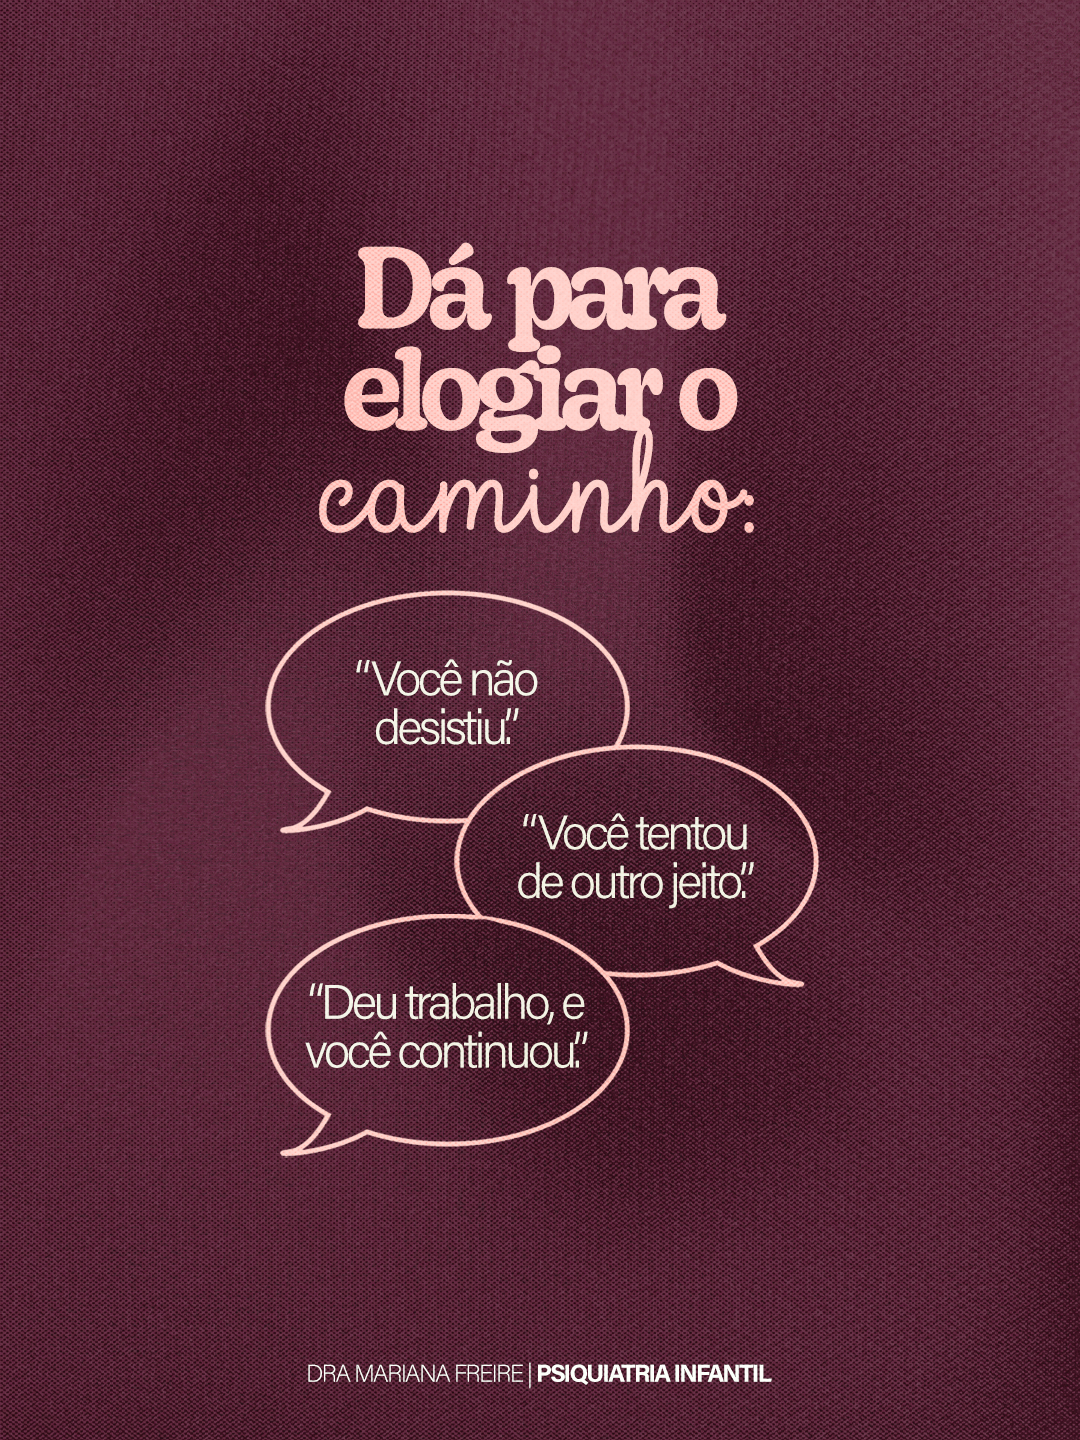 Dá para
elogiar o
caminho:
“Você não
desistiu.”
“Você tentou
de outro jeito.”
“Deu trabalho, e
você continuou.”
DRA MARIANA FREIRE | PSIQUIATRIA INFANTIL